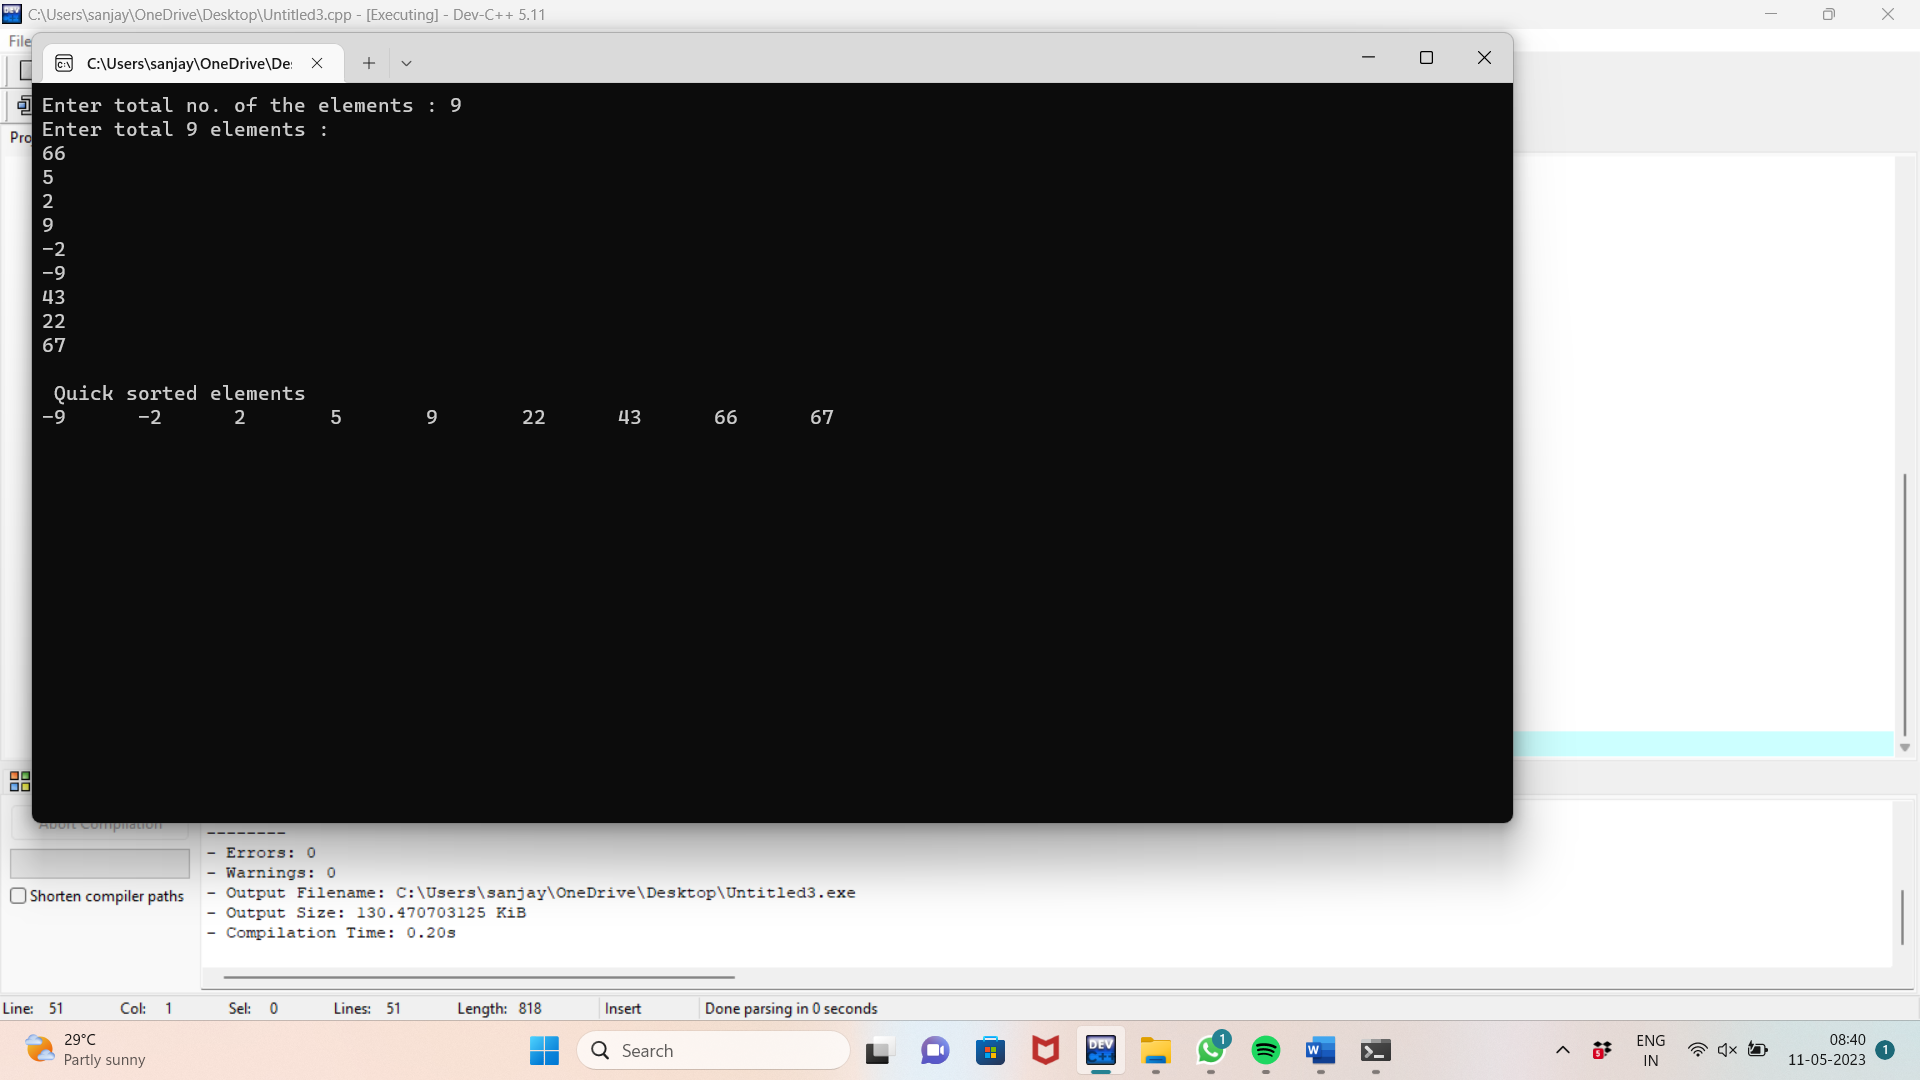 C:\Users\sanjay\OneDrive\Desktop\Untitled3.cpp - [Executing] - Dev-C++ 5.11
File
C:\Users\sanjay\OneDrive\De
Enter total no. of the elements : 9
Enter total 9 elements :
66
5
2
9
-2
-9
43
22
67
Quick sorted elements
-9 -2 2 5 9 22 43 66 67
Abort Compilation
--------
- Errors: 0
- Warnings: 0
- Output Filename: C:\Users\sanjay\OneDrive\Desktop\Untitled3.exe
- Output Size: 130.470703125 KiB
- Compilation Time: 0.20s
Shorten compiler paths
Line: 51 Col: 1 Sel: 0 Lines: 51 Length: 818 Insert Done parsing in 0 seconds
29°C
Partly sunny
Search
DEV C++
1
W
5
ENG
IN
08:40
11-05-2023
1